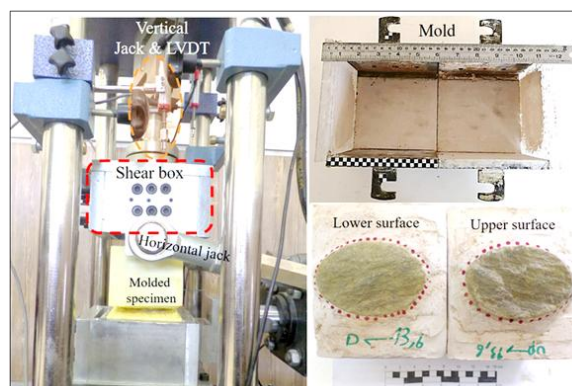 Vertical
Jack & LVDT
Shear box
Horizontal jack
Molded
specimen
Mold
Lower surface
Upper surface